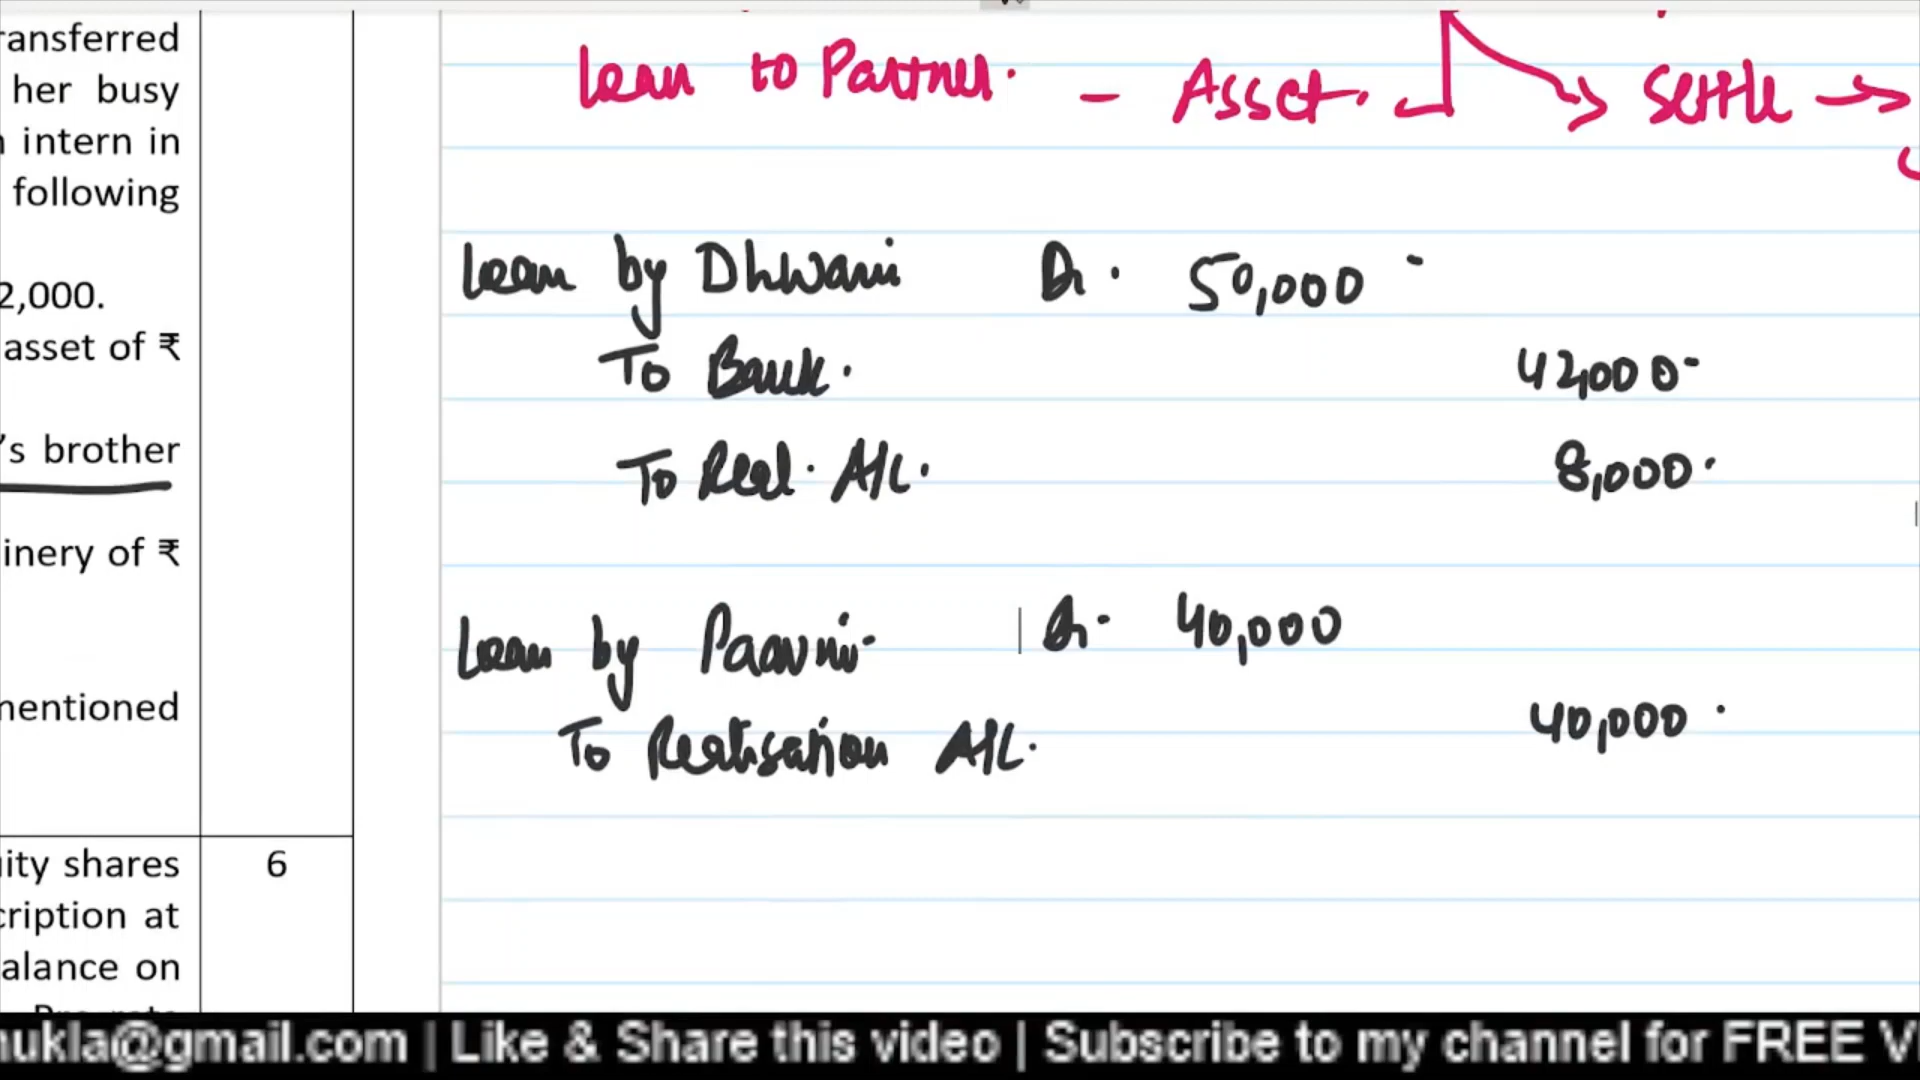 ransferred
her busy
intern in
following
2,000.
asset of ₹
's brother
inery of ₹
mentioned
uity shares
6
cription at
alance on
Loan to Partner. - Asset. Settle
Loan by Dhwani Dr. 50,000
To Bank. 42,000
To Real. A/c. 8,000
Loan by Paavni Dr. 40,000
To Realisation A/c. 40,000
nukla@gmail.com | Like & Share this video | Subscribe to my channel for FREE V